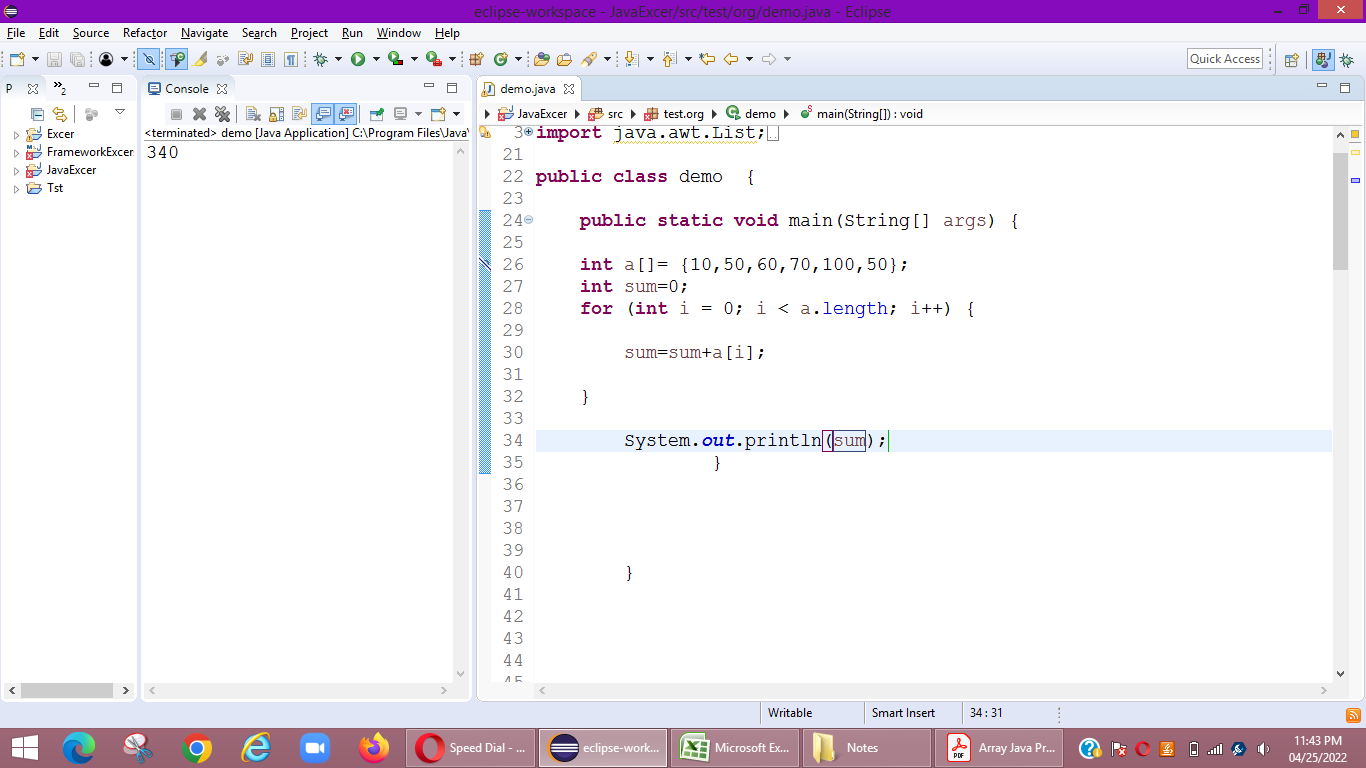 eclipse-workspace - JavaExcer/src/test/org/demo.java - Eclipse
File Edit Source Refactor Navigate Search Project Run Window Help
Quick Access
P
»2
Excer
FrameworkExcer
JavaExcer
Tst
Console
<terminated> demo [Java Application] C:\Program Files\Java\
340
demo.java
JavaExcer src test.org demo main(String[]) : void
3 import java.awt.List;
21
22 public class demo  {
23
24     public static void main(String[] args) {
25
26     int a[]= {10,50,60,70,100,50};
27     int sum=0;
28     for (int i = 0; i < a.length; i++) {
29
30         sum=sum+a[i];
31
32     }
33
34         System.out.println(sum);
35                 }
36
37
38
39
40         }
41
42
43
44
45
Writable Smart Insert 34 : 31
Speed Dial - ... eclipse-work... Microsoft Ex... Notes PDF Array Java Pr...
11:43 PM
04/25/2022